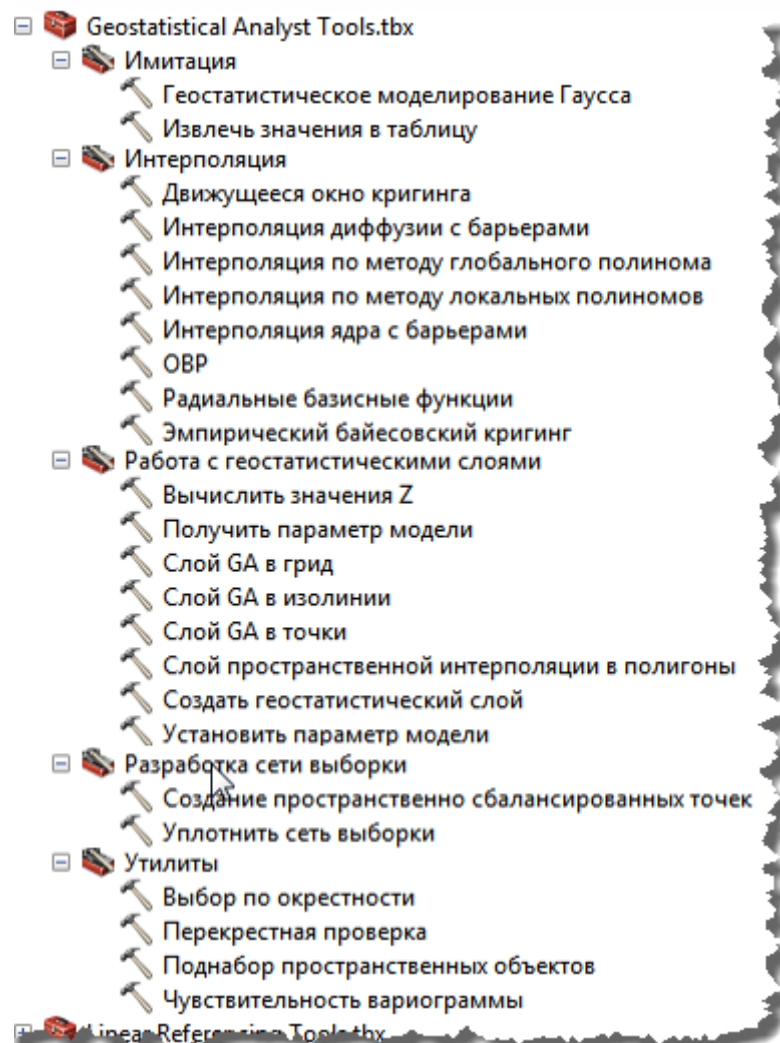 Geostatistical Analyst Tools.tbx
Имитация
Геостатистическое моделирование Гаусса
Извлечь значения в таблицу
Интерполяция
Движущееся окно кригинга
Интерполяция диффузии с барьерами
Интерполяция по методу глобального полинома
Интерполяция по методу локальных полиномов
Интерполяция ядра с барьерами
ОВР
Радиальные базисные функции
Эмпирический байесовский кригинг
Работа с геостатистическими слоями
Вычислить значения Z
Получить параметр модели
Слой GA в грид
Слой GA в изолинии
Слой GA в точки
Слой пространственной интерполяции в полигоны
Создать геостатистический слой
Установить параметр модели
Разработка сети выборки
Создание пространственно сбалансированных точек
Уплотнить сеть выборки
Утилиты
Выбор по окрестности
Перекрестная проверка
Поднабор пространственных объектов
Чувствительность вариограммы
Linear Referencing Tools.tbx